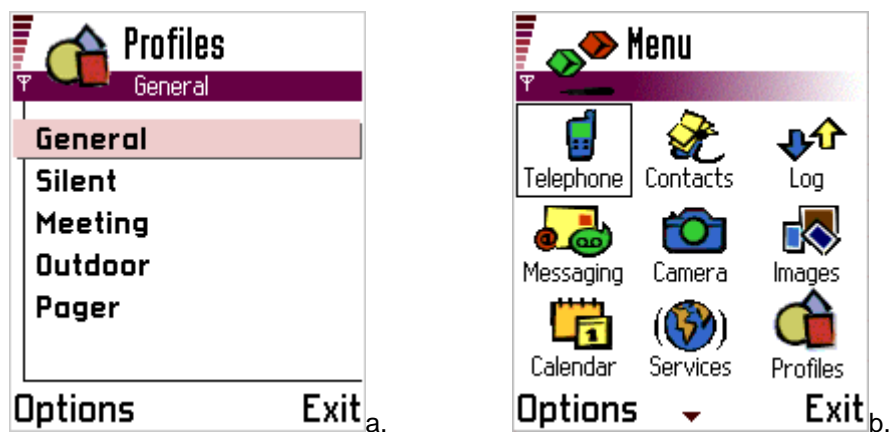 Profiles
General
General
Silent
Meeting
Outdoor
Pager
Options Exit
a.
Menu
Telephone Contacts Log
Messaging Camera Images
Calendar Services Profiles
Options Exit
b.